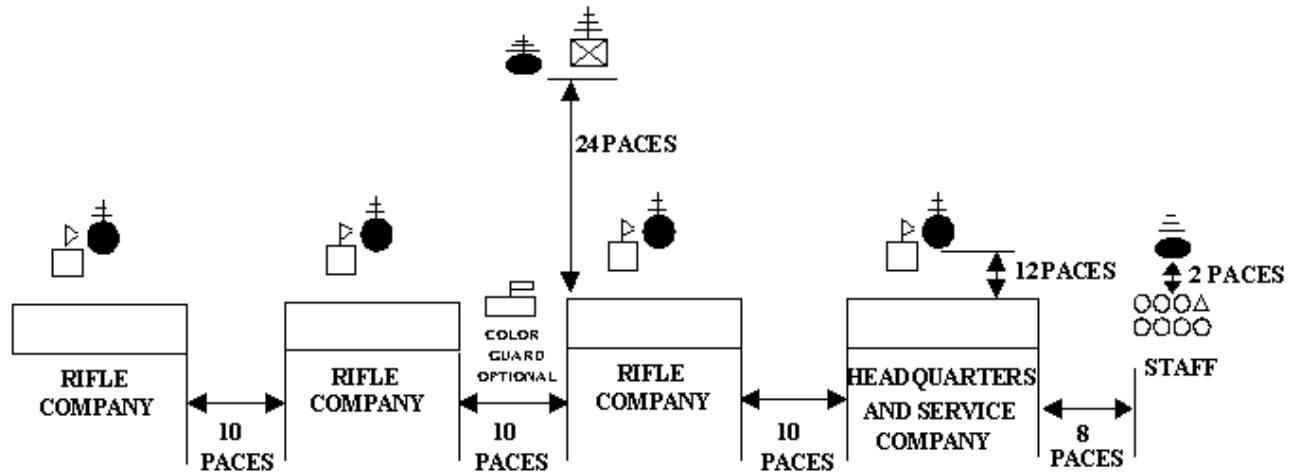 24 PACES
12 PACES
2 PACES
COLOR
GUARD
OPTIONAL
RIFLE
COMPANY
RIFLE
COMPANY
RIFLE
COMPANY
HEADQUARTERS
AND SERVICE
COMPANY
STAFF
10
PACES
10
PACES
10
PACES
8
PACES